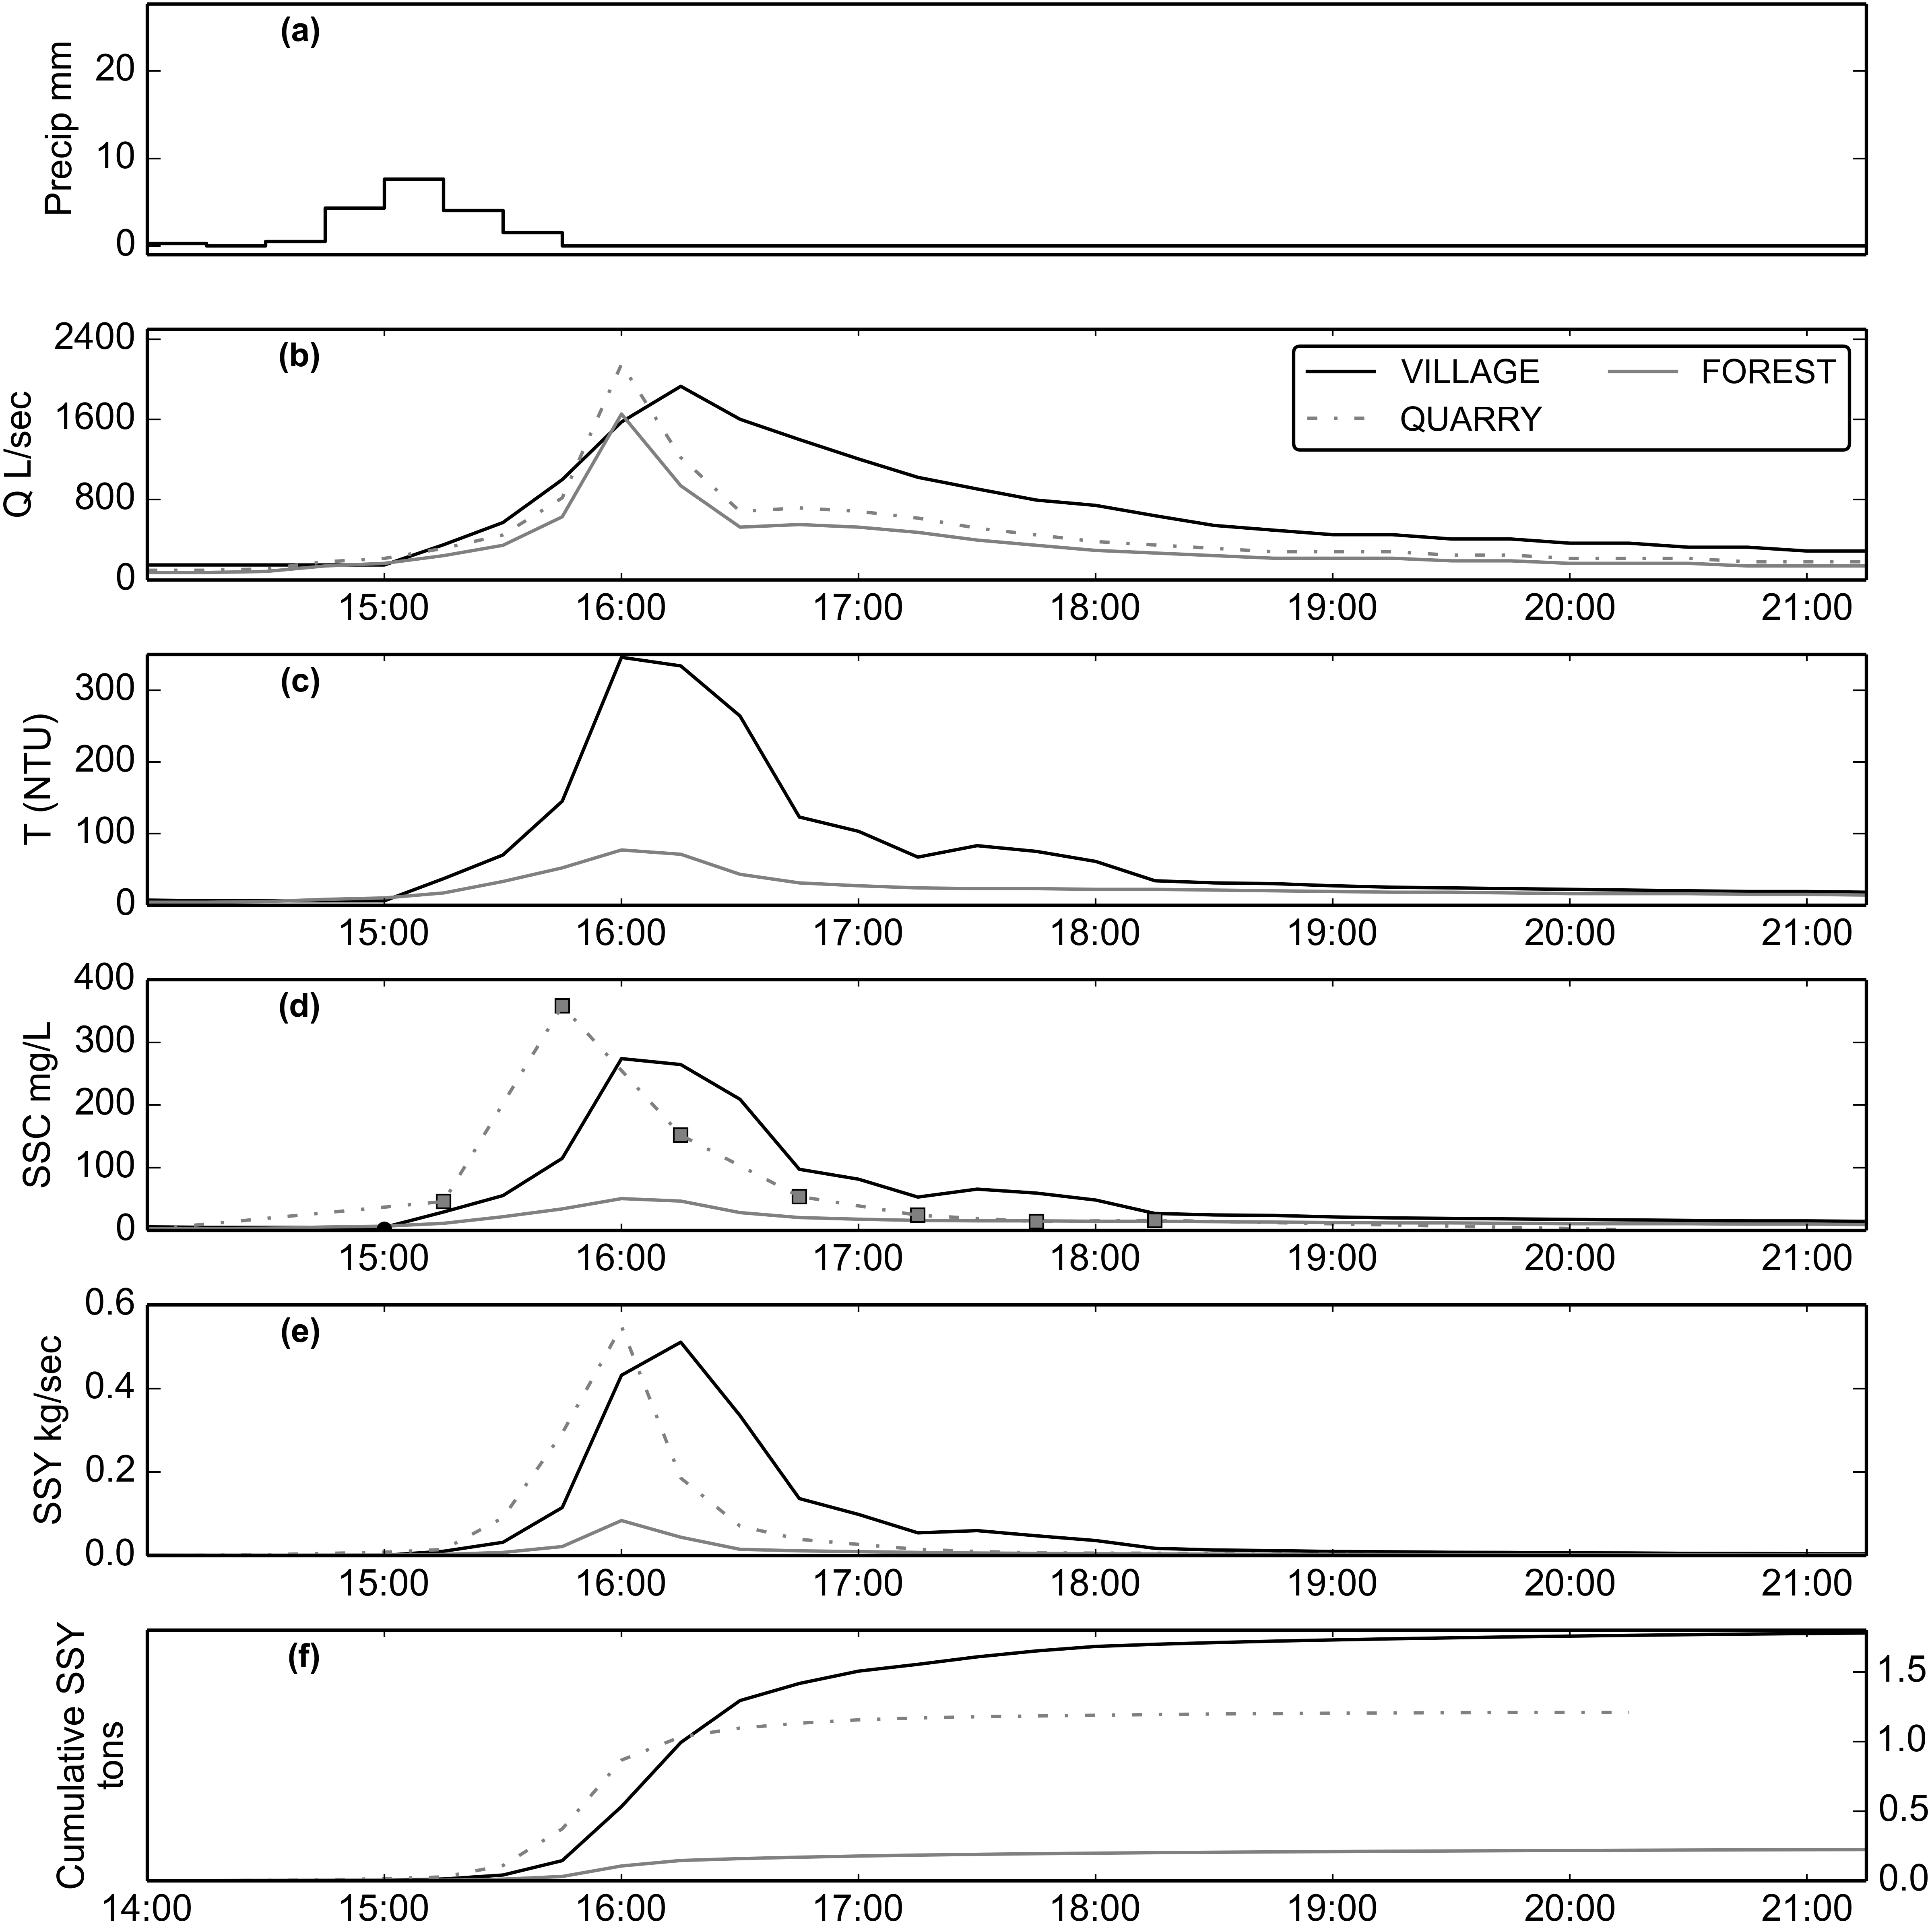 (a)
Precip mm
20
10
0
(b)
Q L/sec
2400
1600
800
0
VILLAGE FOREST
QUARRY
15:00 16:00 17:00 18:00 19:00 20:00 21:00
(c)
T (NTU)
300
200
100
0
15:00 16:00 17:00 18:00 19:00 20:00 21:00
(d)
SSC mg/L
400
300
200
100
0
15:00 16:00 17:00 18:00 19:00 20:00 21:00
(e)
SSY kg/sec
0.6
0.4
0.2
0.0
15:00 16:00 17:00 18:00 19:00 20:00 21:00
(f)
Cumulative SSY
tons
1.5
1.0
0.5
0.0
14:00 15:00 16:00 17:00 18:00 19:00 20:00 21:00